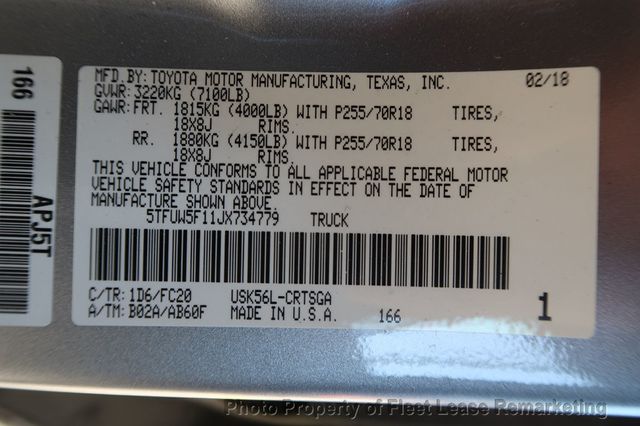 166
APJ5T
MFD.BY:TOYOTA MOTOR MANUFACTURING, TEXAS, INC. 02/18
GVWR:3220KG (7100LB)
GAWR:FRT. 1815KG (4000LB) WITH P255/70R18 TIRES,
18X8J RIMS.
RR. 1880KG (4150LB) WITH P255/70R18 TIRES,
18X8J RIMS.
THIS VEHICLE CONFORMS TO ALL APPLICABLE FEDERAL MOTOR
VEHICLE SAFETY STANDARDS IN EFFECT ON THE DATE OF
MANUFACTURE SHOWN ABOVE.
5TFUW5F11JX734779 TRUCK
C/TR: 1D6/FC20 USK56L-CRTSGA
A/TM: B02A/AB60F MADE IN U.S.A. 166 1
Photo Property of Fleet Lease Remarketing